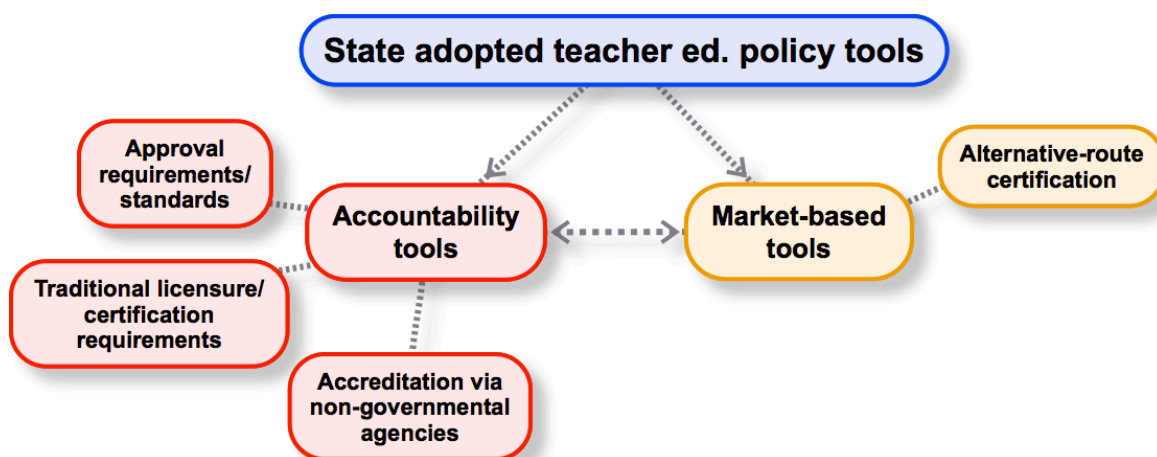 State adopted teacher ed. policy tools
Approval
requirements/
standards
Alternative-route
certification
Accountability
tools
Market-based
tools
Traditional licensure/
certification
requirements
Accreditation via
non-governmental
agencies